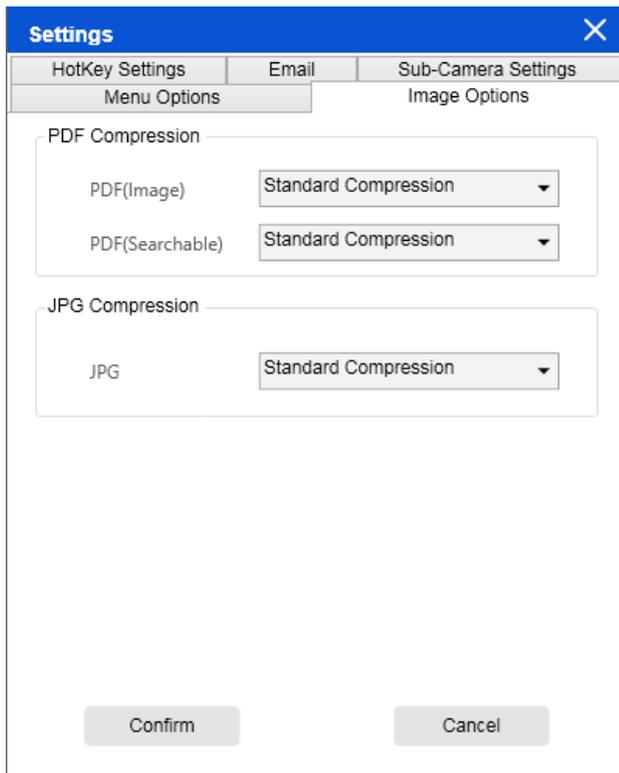 Settings
HotKey Settings Email Sub-Camera Settings
Menu Options Image Options
PDF Compression
PDF(Image) Standard Compression
PDF(Searchable) Standard Compression
JPG Compression
JPG Standard Compression
Confirm Cancel